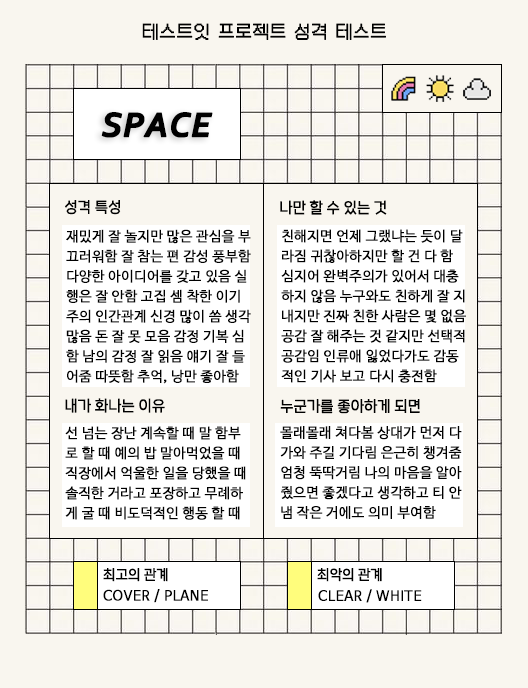 테스트잇 프로젝트 성격 테스트
SPACE
성격 특성
재밌게 잘 놀지만 많은 관심을 부
끄러워함 잘 참는 편 감성 풍부함
다양한 아이디어를 갖고 있음 실
행은 잘 안함 고집 셈 착한 이기
주의 인간관계 신경 많이 씀 생각
많음 돈 잘 못 모음 감정 기복 심
함 남의 감정 잘 읽음 얘기 잘 들
어줌 따뜻함 추억, 낭만 좋아함
나만 할 수 있는 것
친해지면 언제 그랬냐는 듯이 달
라짐 귀찮아하지만 할 건 다 함
심지어 완벽주의가 있어서 대충
하지 않음 누구와도 친하게 잘 지
내지만 진짜 친한 사람은 몇 없음
공감 잘 해주는 것 같지만 선택적
공감임 인류애 잃었다가도 감동
적인 기사 보고 다시 충전함
내가 화나는 이유
선 넘는 장난 계속할 때 말 함부
로 할 때 예의 밥 말아먹었을 때
직장에서 억울한 일을 당했을 때
솔직한 거라고 포장하고 무례하
게 굴 때 비도덕적인 행동 할 때
누군가를 좋아하게 되면
몰래몰래 쳐다봄 상대가 먼저 다
가와 주길 기다림 은근히 챙겨줌
엄청 뚝딱거림 나의 마음을 알아
줬으면 좋겠다고 생각하고 티 안
냄 작은 거에도 의미 부여함
최고의 관계
COVER / PLANE
최악의 관계
CLEAR / WHITE